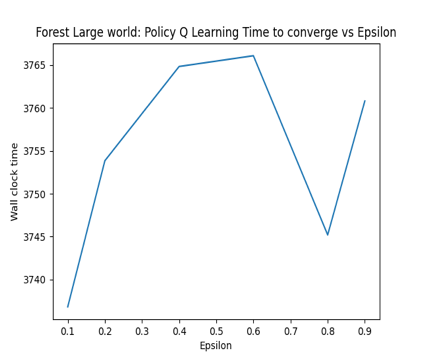 Forest Large world: Policy Q Learning Time to converge vs Epsilon
3765
3760
3755
3750
3745
3740
Wall clock time
0.1 0.2 0.3 0.4 0.5 0.6 0.7 0.8 0.9
Epsilon